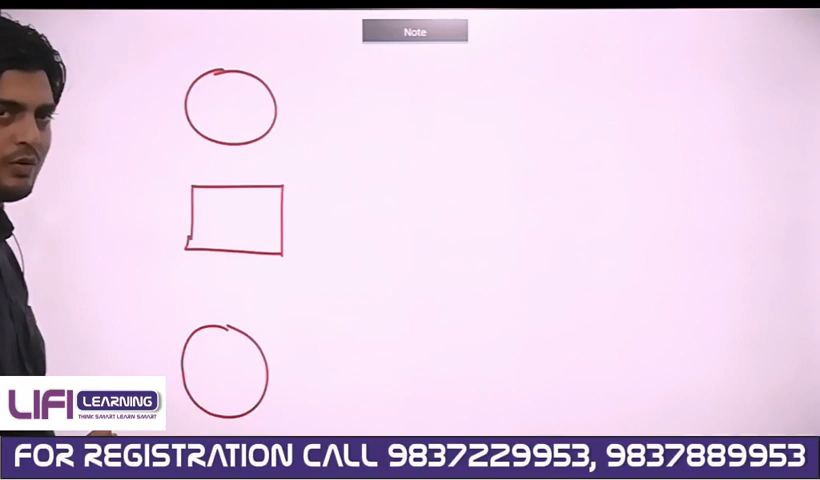 Note
LIFI LEARNING
THINK SMART LEARN SMART
FOR REGISTRATION CALL 9837229953, 9837889953